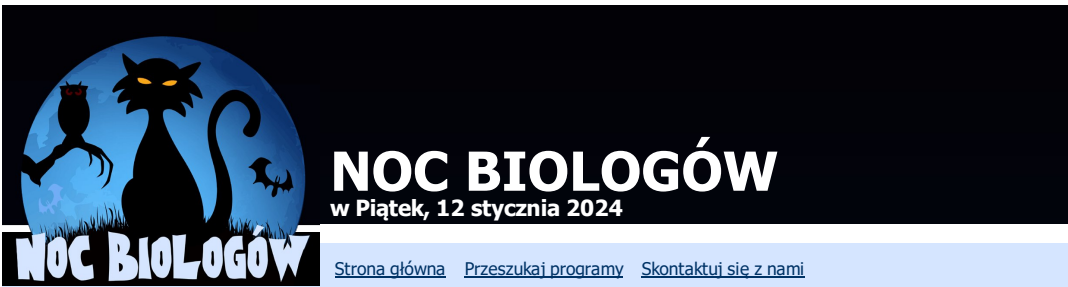 NOC BIOLOGÓW
w Piątek, 12 stycznia 2024
NOC BIOLOGÓW
Strona główna Przeszukaj programy Skontaktuj się z nami